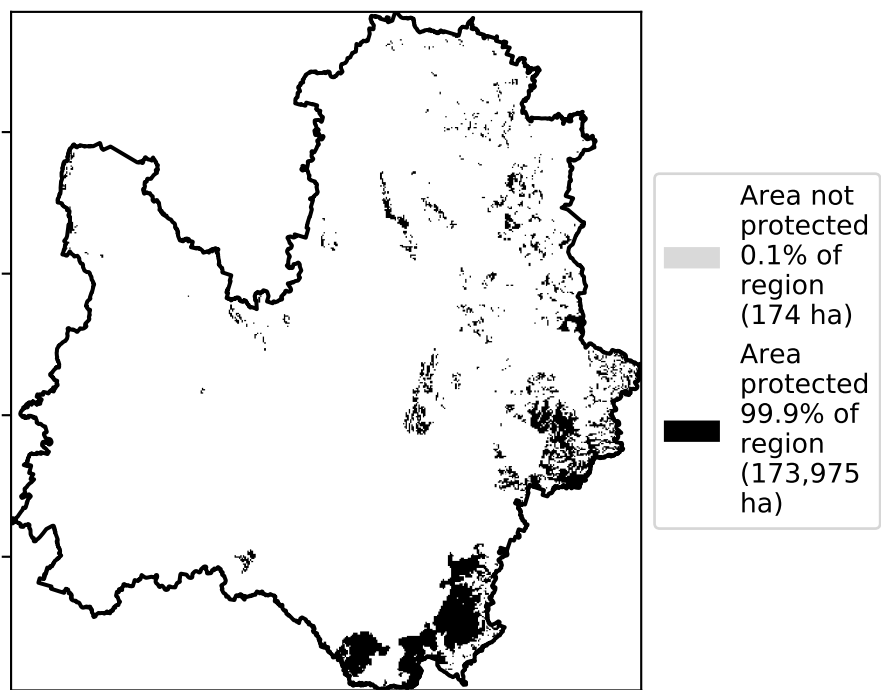 Area not
protected
0.1% of
region
(174 ha)
Area
protected
99.9% of
region
(173,975
ha)